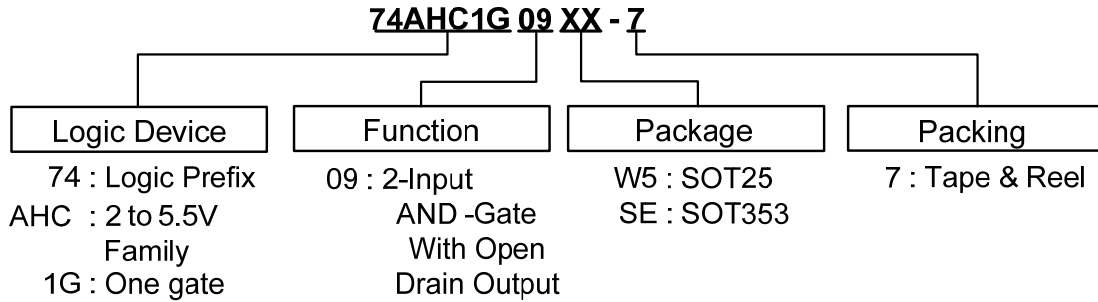 74AHC1G 09 XX - 7
Logic Device
Function
Package
Packing
74 : Logic Prefix
AHC : 2 to 5.5V
Family
1G : One gate
09 : 2-Input
AND -Gate
With Open
Drain Output
W5 : SOT25
SE : SOT353
7 : Tape & Reel